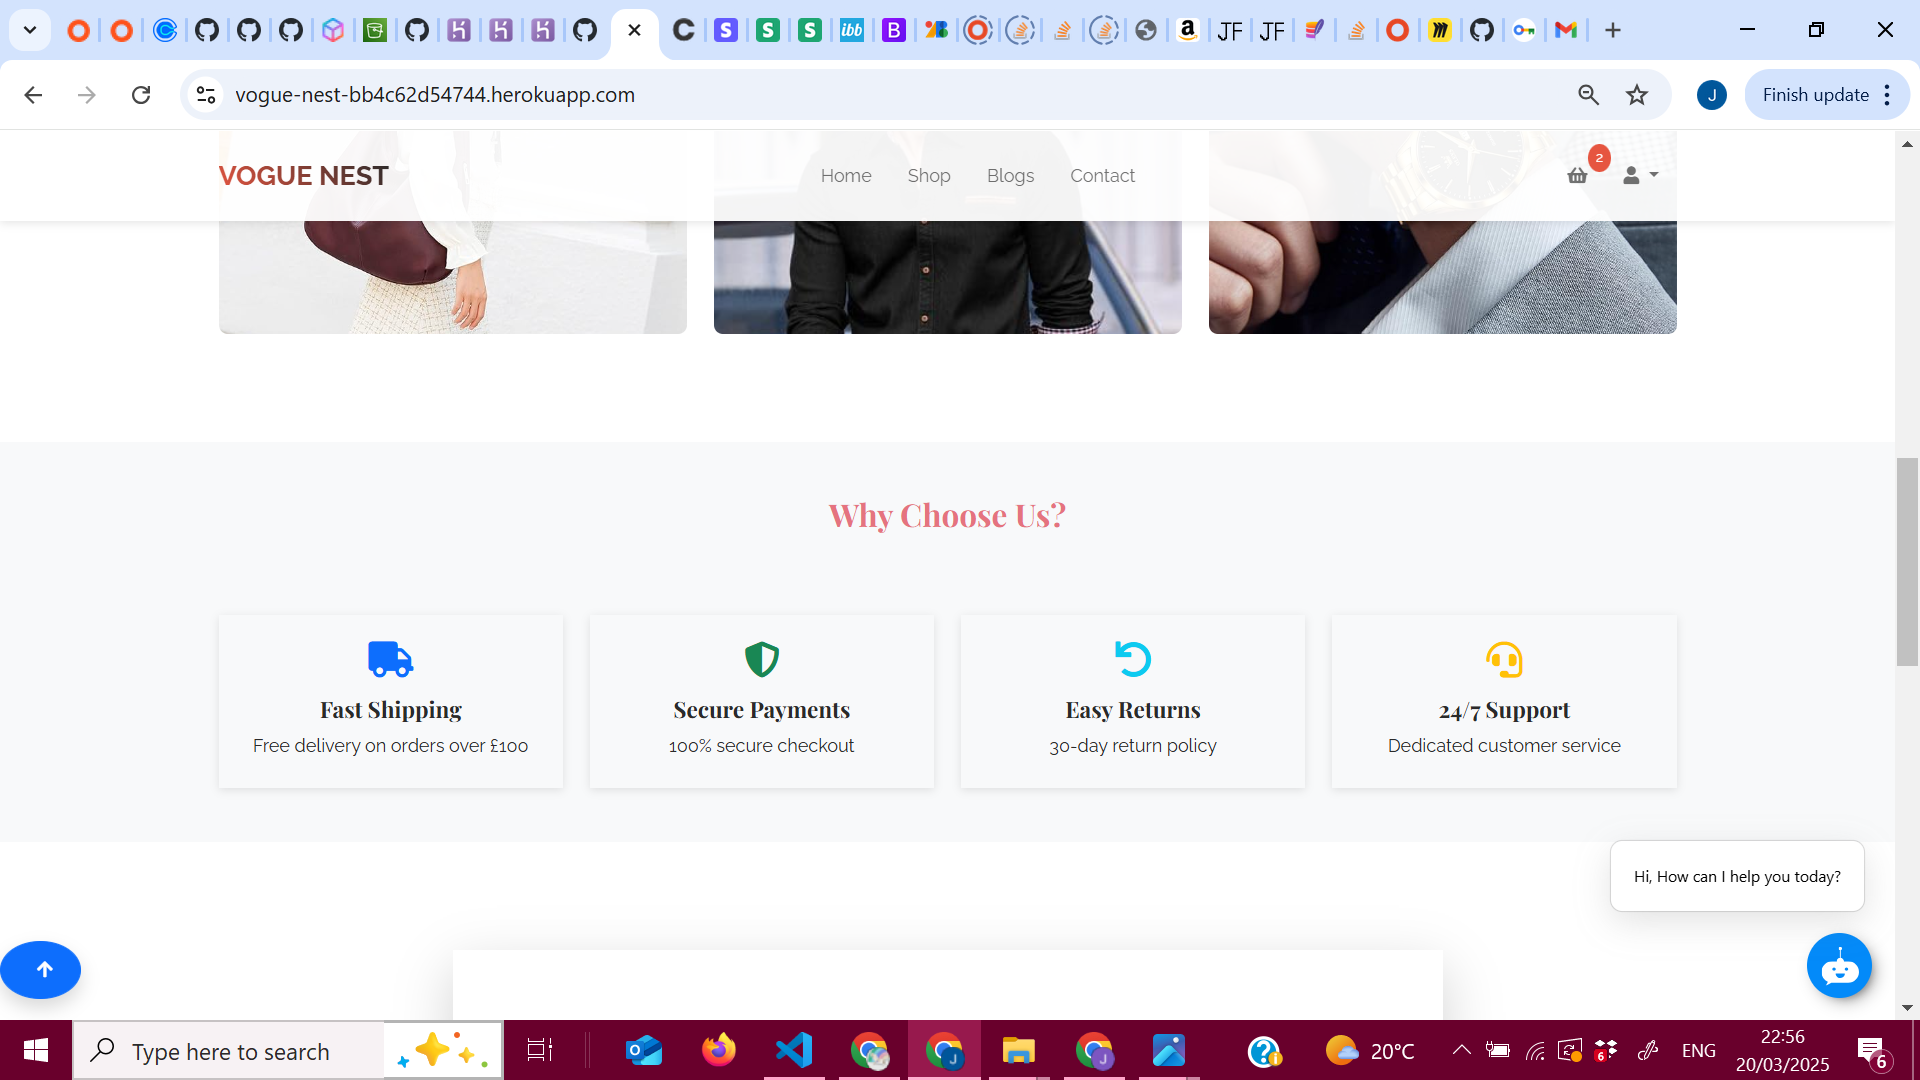 vogue-nest-bb4c62d54744.herokuapp.com
J
Finish update
VOGUE NEST
Home
Shop
Blogs
Contact
2
Why Choose Us?
Fast Shipping
Free delivery on orders over £100
Secure Payments
100% secure checkout
Easy Returns
30-day return policy
24/7 Support
Dedicated customer service
Hi, How can I help you today?
Type here to search
20°C
ENG
22:56
20/03/2025
6